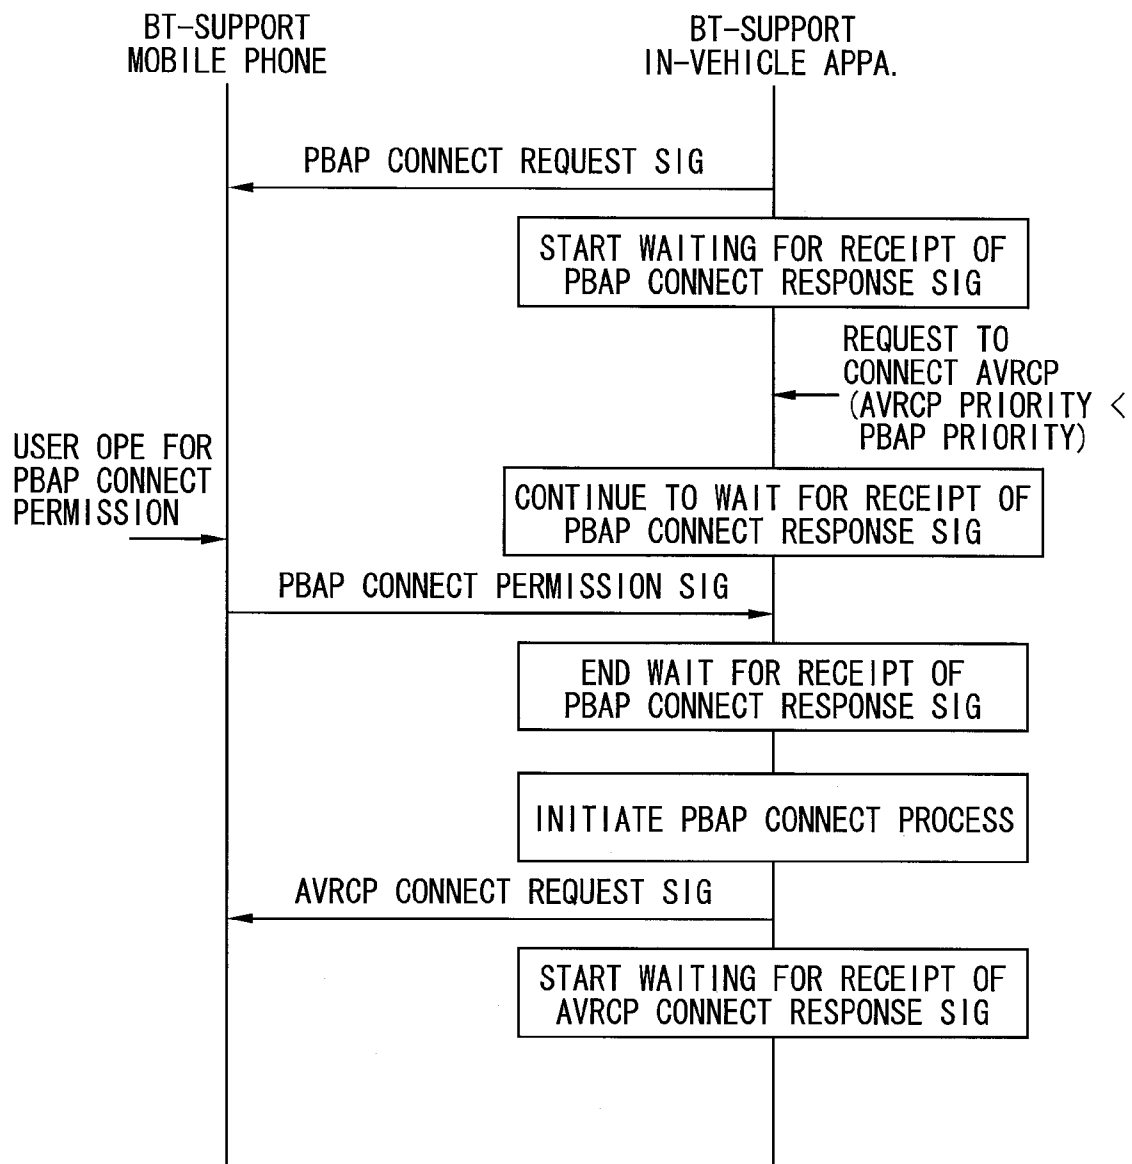 BT-SUPPORT
MOBILE PHONE
BT-SUPPORT
IN-VEHICLE APPA.
PBAP CONNECT REQUEST SIG
START WAITING FOR RECEIPT OF
PBAP CONNECT RESPONSE SIG
REQUEST TO
CONNECT AVRCP
(AVRCP PRIORITY <
PBAP PRIORITY)
USER OPE FOR
PBAP CONNECT
PERMISSION
CONTINUE TO WAIT FOR RECEIPT OF
PBAP CONNECT RESPONSE SIG
PBAP CONNECT PERMISSION SIG
END WAIT FOR RECEIPT OF
PBAP CONNECT RESPONSE SIG
INITIATE PBAP CONNECT PROCESS
AVRCP CONNECT REQUEST SIG
START WAITING FOR RECEIPT OF
AVRCP CONNECT RESPONSE SIG